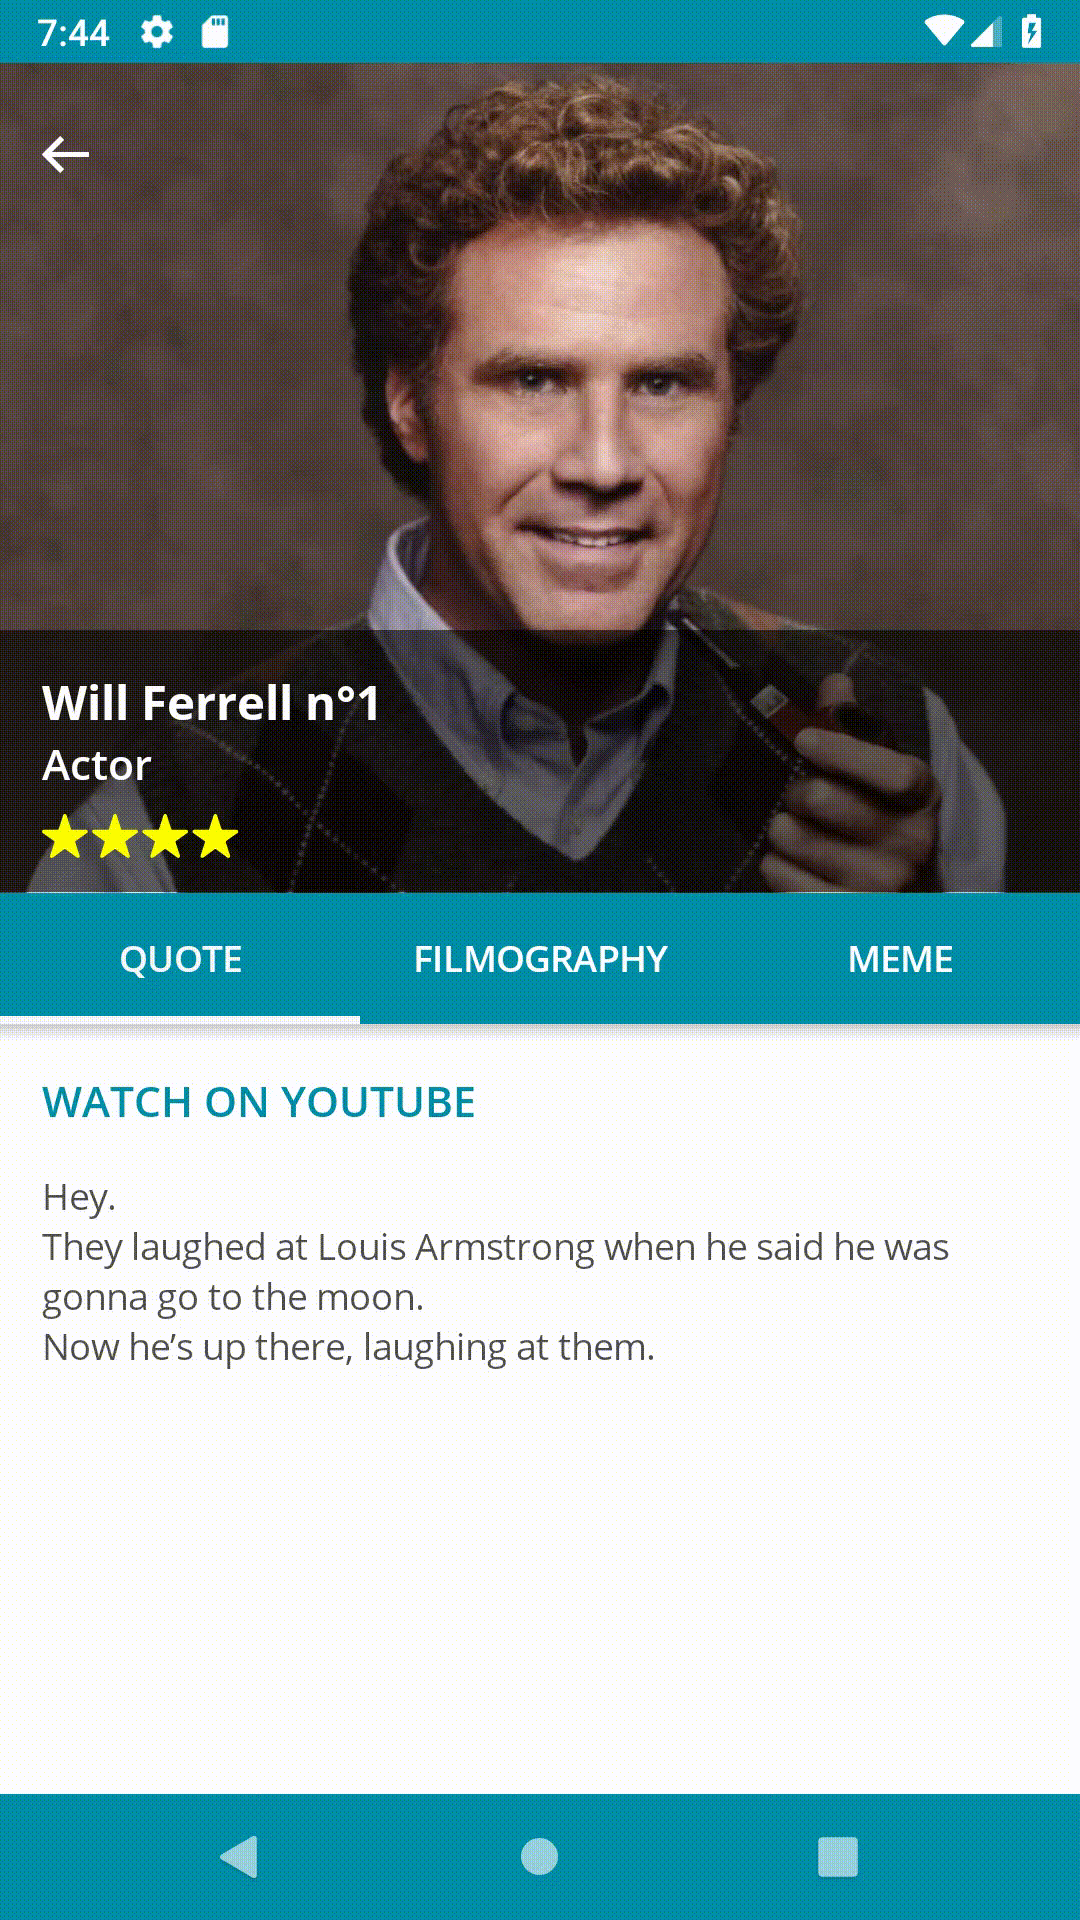 7:44
Will Ferrell n°1
Actor
QUOTE
FILMOGRAPHY
MEME
WATCH ON YOUTUBE
Hey.
They laughed at Louis Armstrong when he said he was
gonna go to the moon.
Now he’s up there, laughing at them.